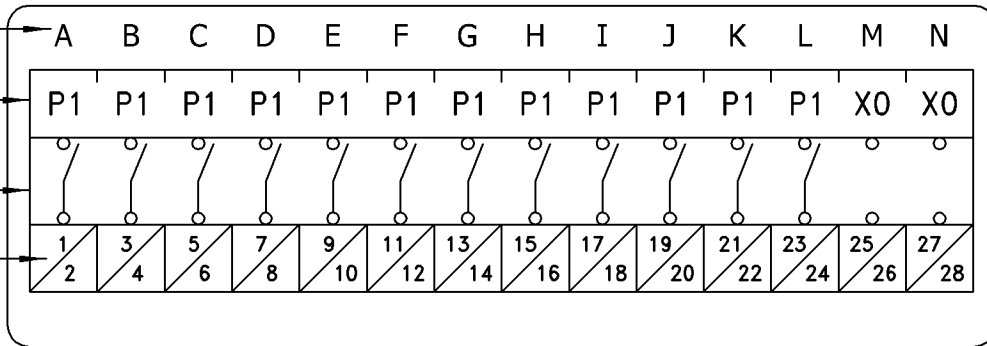 A B C D E F G H I J K L M N
P1 P1 P1 P1 P1 P1 P1 P1 P1 P1 P1 P1 X0 X0
1 3 5 7 9 11 13 15 17 19 21 23 25 27
2 4 6 8 10 12 14 16 18 20 22 24 26 28